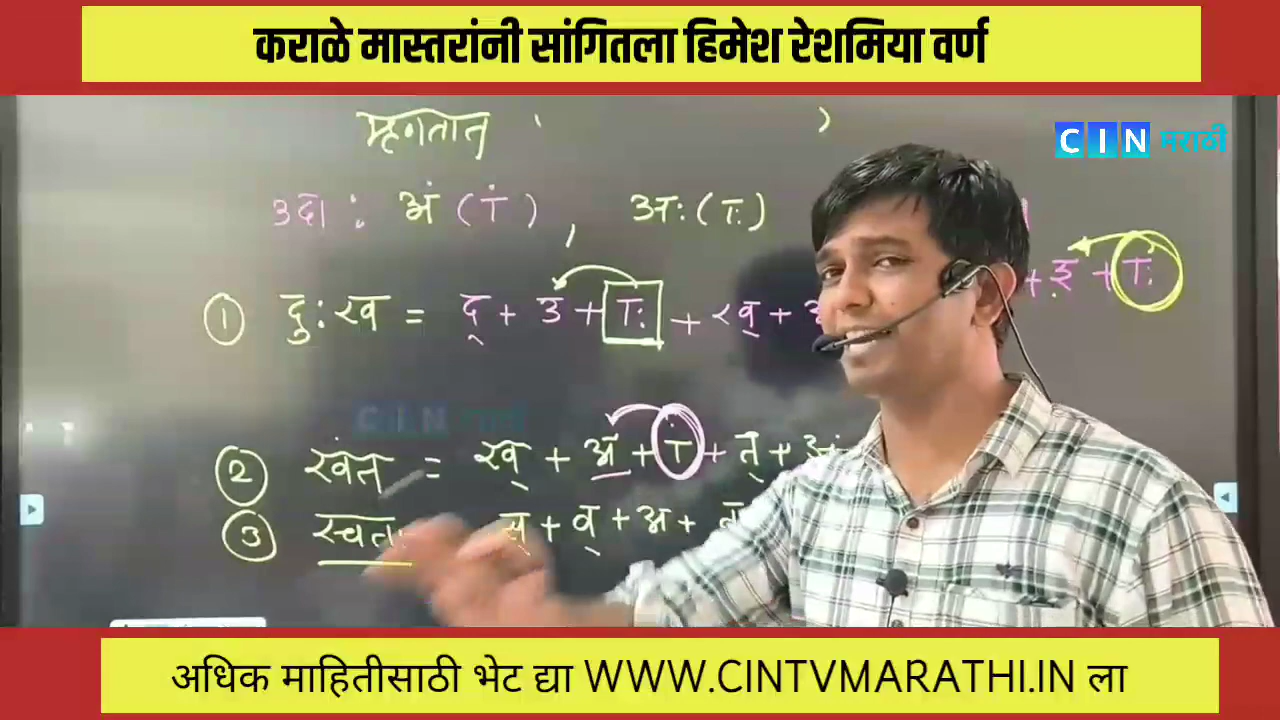 कराळे मास्तरांनी सांगितला हिमेश रेशमिया वर्ण
म्हणतात
CIN मराठी
उदा : अं (ां) , अः (ाः)
① दुःख = द् + उ + ाः + ख् + + इ + ाः
② खंत = ख् + अ + ां + त् + अ
③ स्वतः स् + व् + अ + त
अधिक माहितीसाठी भेट द्या WWW.CINTVMARATHI.IN ला